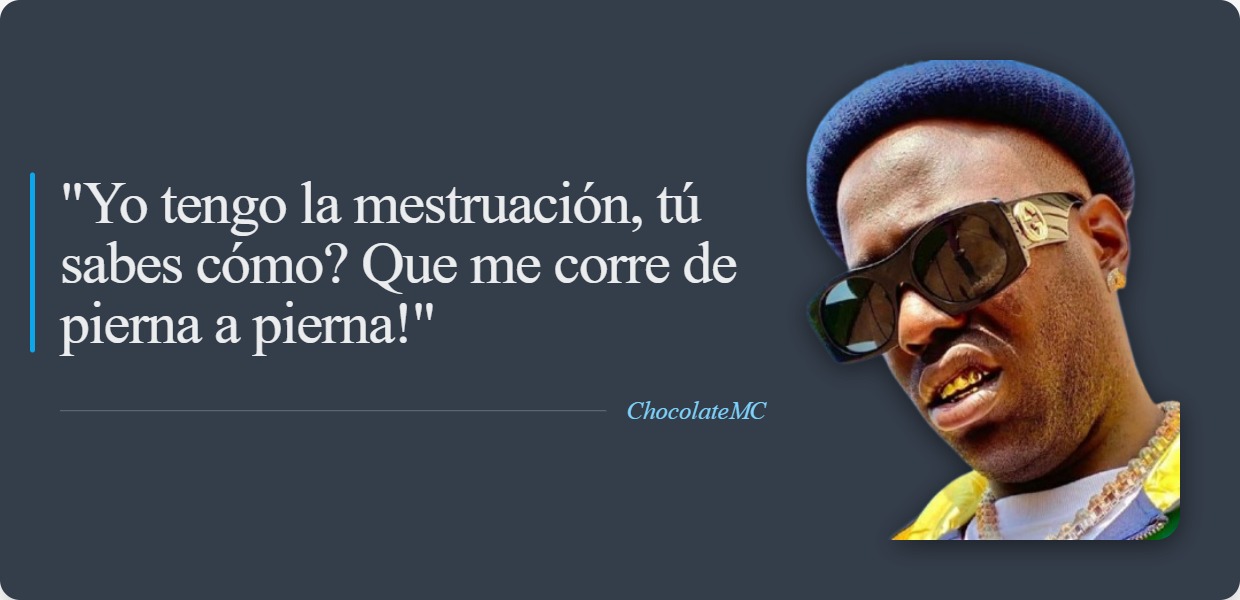 "Yo tengo la mestruación, tú
sabes cómo? Que me corre de
pierna a pierna!"
ChocolateMC